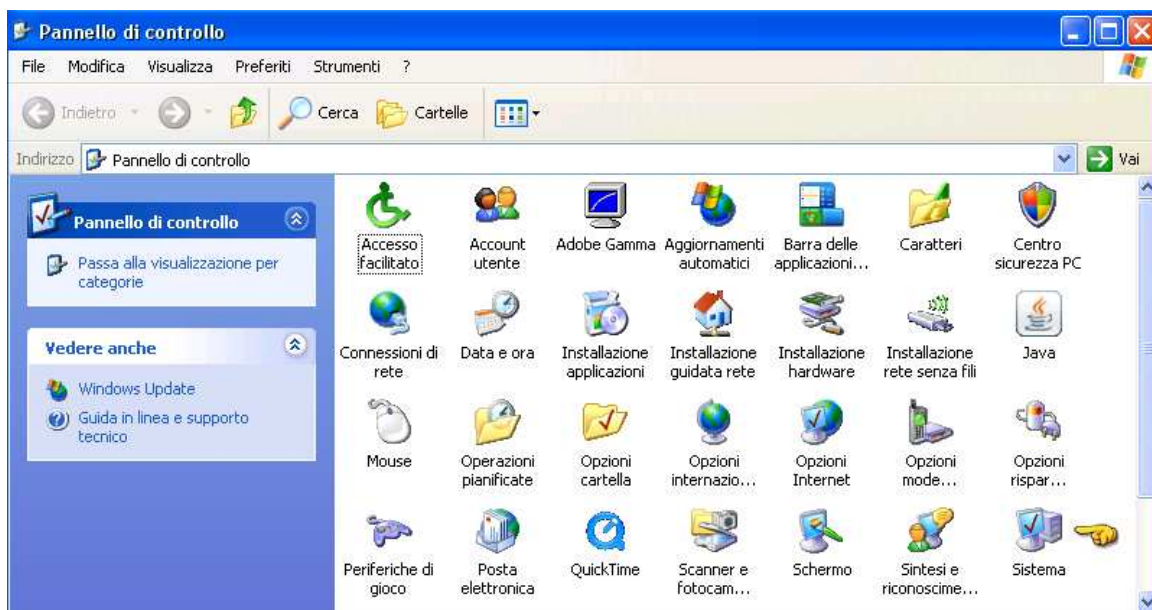 Pannello di controllo
File Modifica Visualizza Preferiti Strumenti ?
Indietro Cerca Cartelle
Indirizzo Pannello di controllo Vai
Pannello di controllo
Passa alla visualizzazione per
categorie
Vedere anche
Windows Update
Guida in linea e supporto
tecnico
Accesso facilitato
Account utente
Adobe Gamma
Aggiornamenti automatici
Barra delle applicazioni...
Caratteri
Centro sicurezza PC
Connessioni di rete
Data e ora
Installazione applicazioni
Installazione guidata rete
Installazione hardware
Installazione rete senza fili
Java
Mouse
Operazioni pianificate
Opzioni cartella
Opzioni internazio...
Opzioni Internet
Opzioni mode...
Opzioni rispar...
Periferiche di gioco
Posta elettronica
QuickTime
Scanner e fotocam...
Schermo
Sintesi e riconoscime...
Sistema